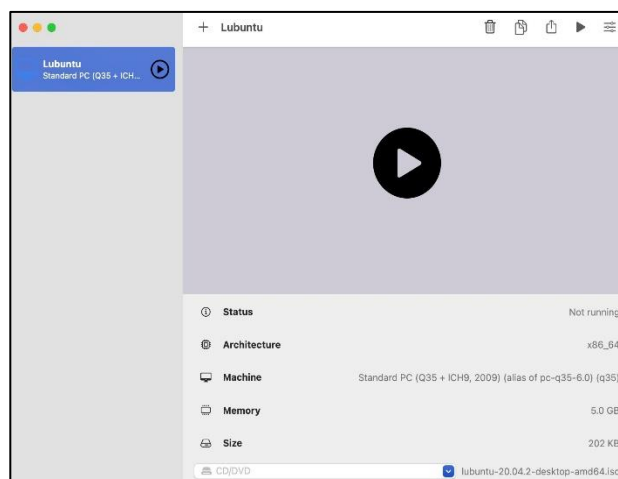 Lubuntu
Lubuntu
Standard PC (Q35 + ICH...
Status Not running
Architecture x86_64
Machine Standard PC (Q35 + ICH9, 2009) (alias of pc-q35-6.0) (q35)
Memory 5.0 GB
Size 202 KB
CD/DVD lubuntu-20.04.2-desktop-amd64.iso